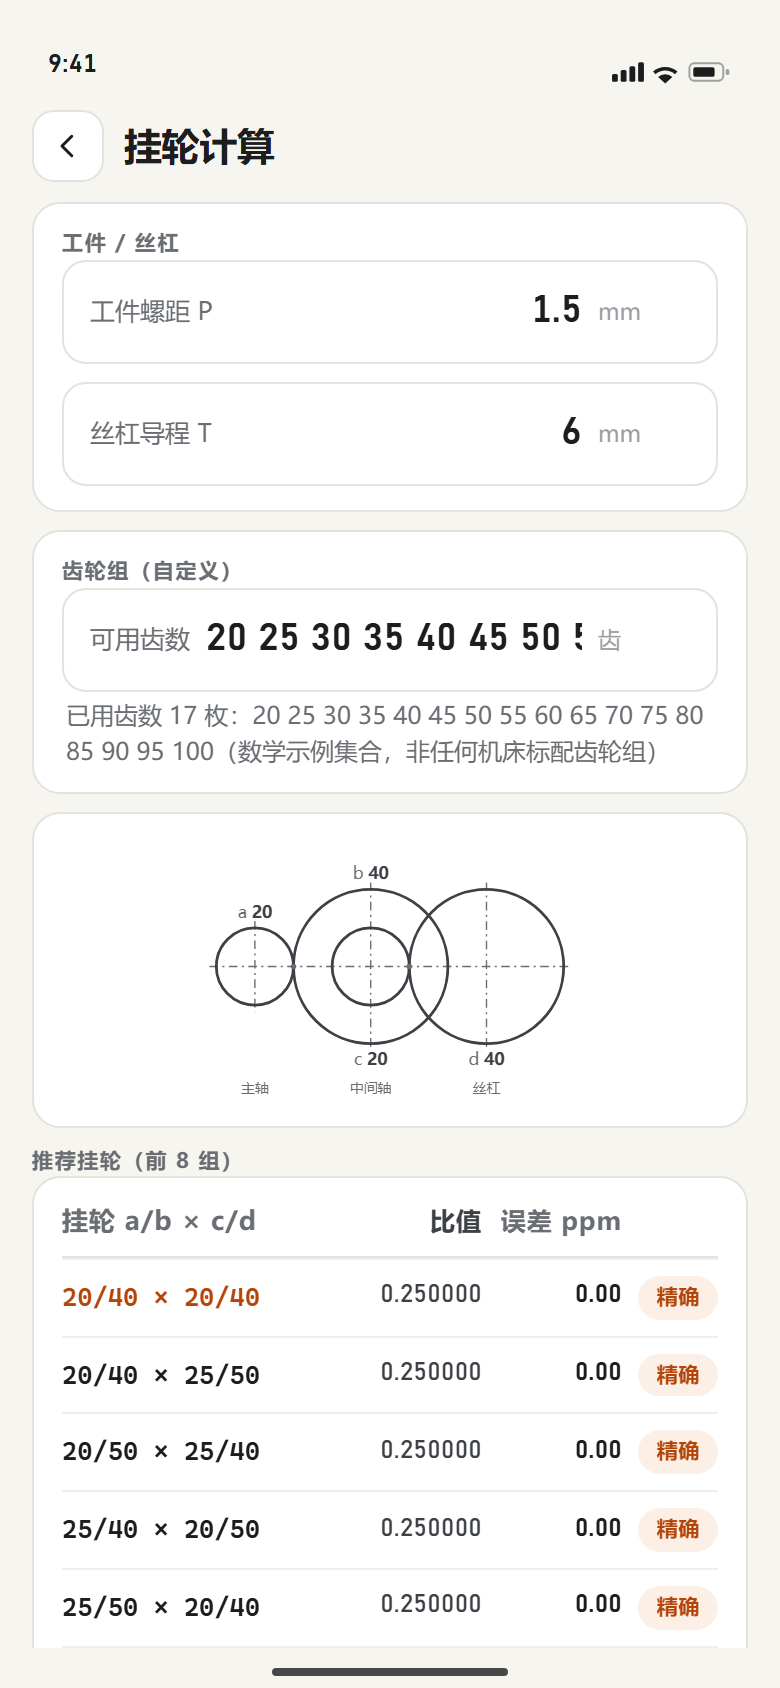 9:41
挂轮计算
工件 / 丝杠
工件螺距 P 1.5 mm
丝杠导程 T 6 mm
齿轮组（自定义）
可用齿数 20 25 30 35 40 45 50 5 齿
已用齿数 17 枚：20 25 30 35 40 45 50 55 60 65 70 75 80
85 90 95 100（数学示例集合，非任何机床标配齿轮组）
b 40
a 20
c 20 d 40
主轴 中间轴 丝杠
推荐挂轮（前 8 组）
挂轮 a/b × c/d 比值 误差 ppm
20/40 × 20/40 0.250000 0.00 精确
20/40 × 25/50 0.250000 0.00 精确
20/50 × 25/40 0.250000 0.00 精确
25/40 × 20/50 0.250000 0.00 精确
25/50 × 20/40 0.250000 0.00 精确